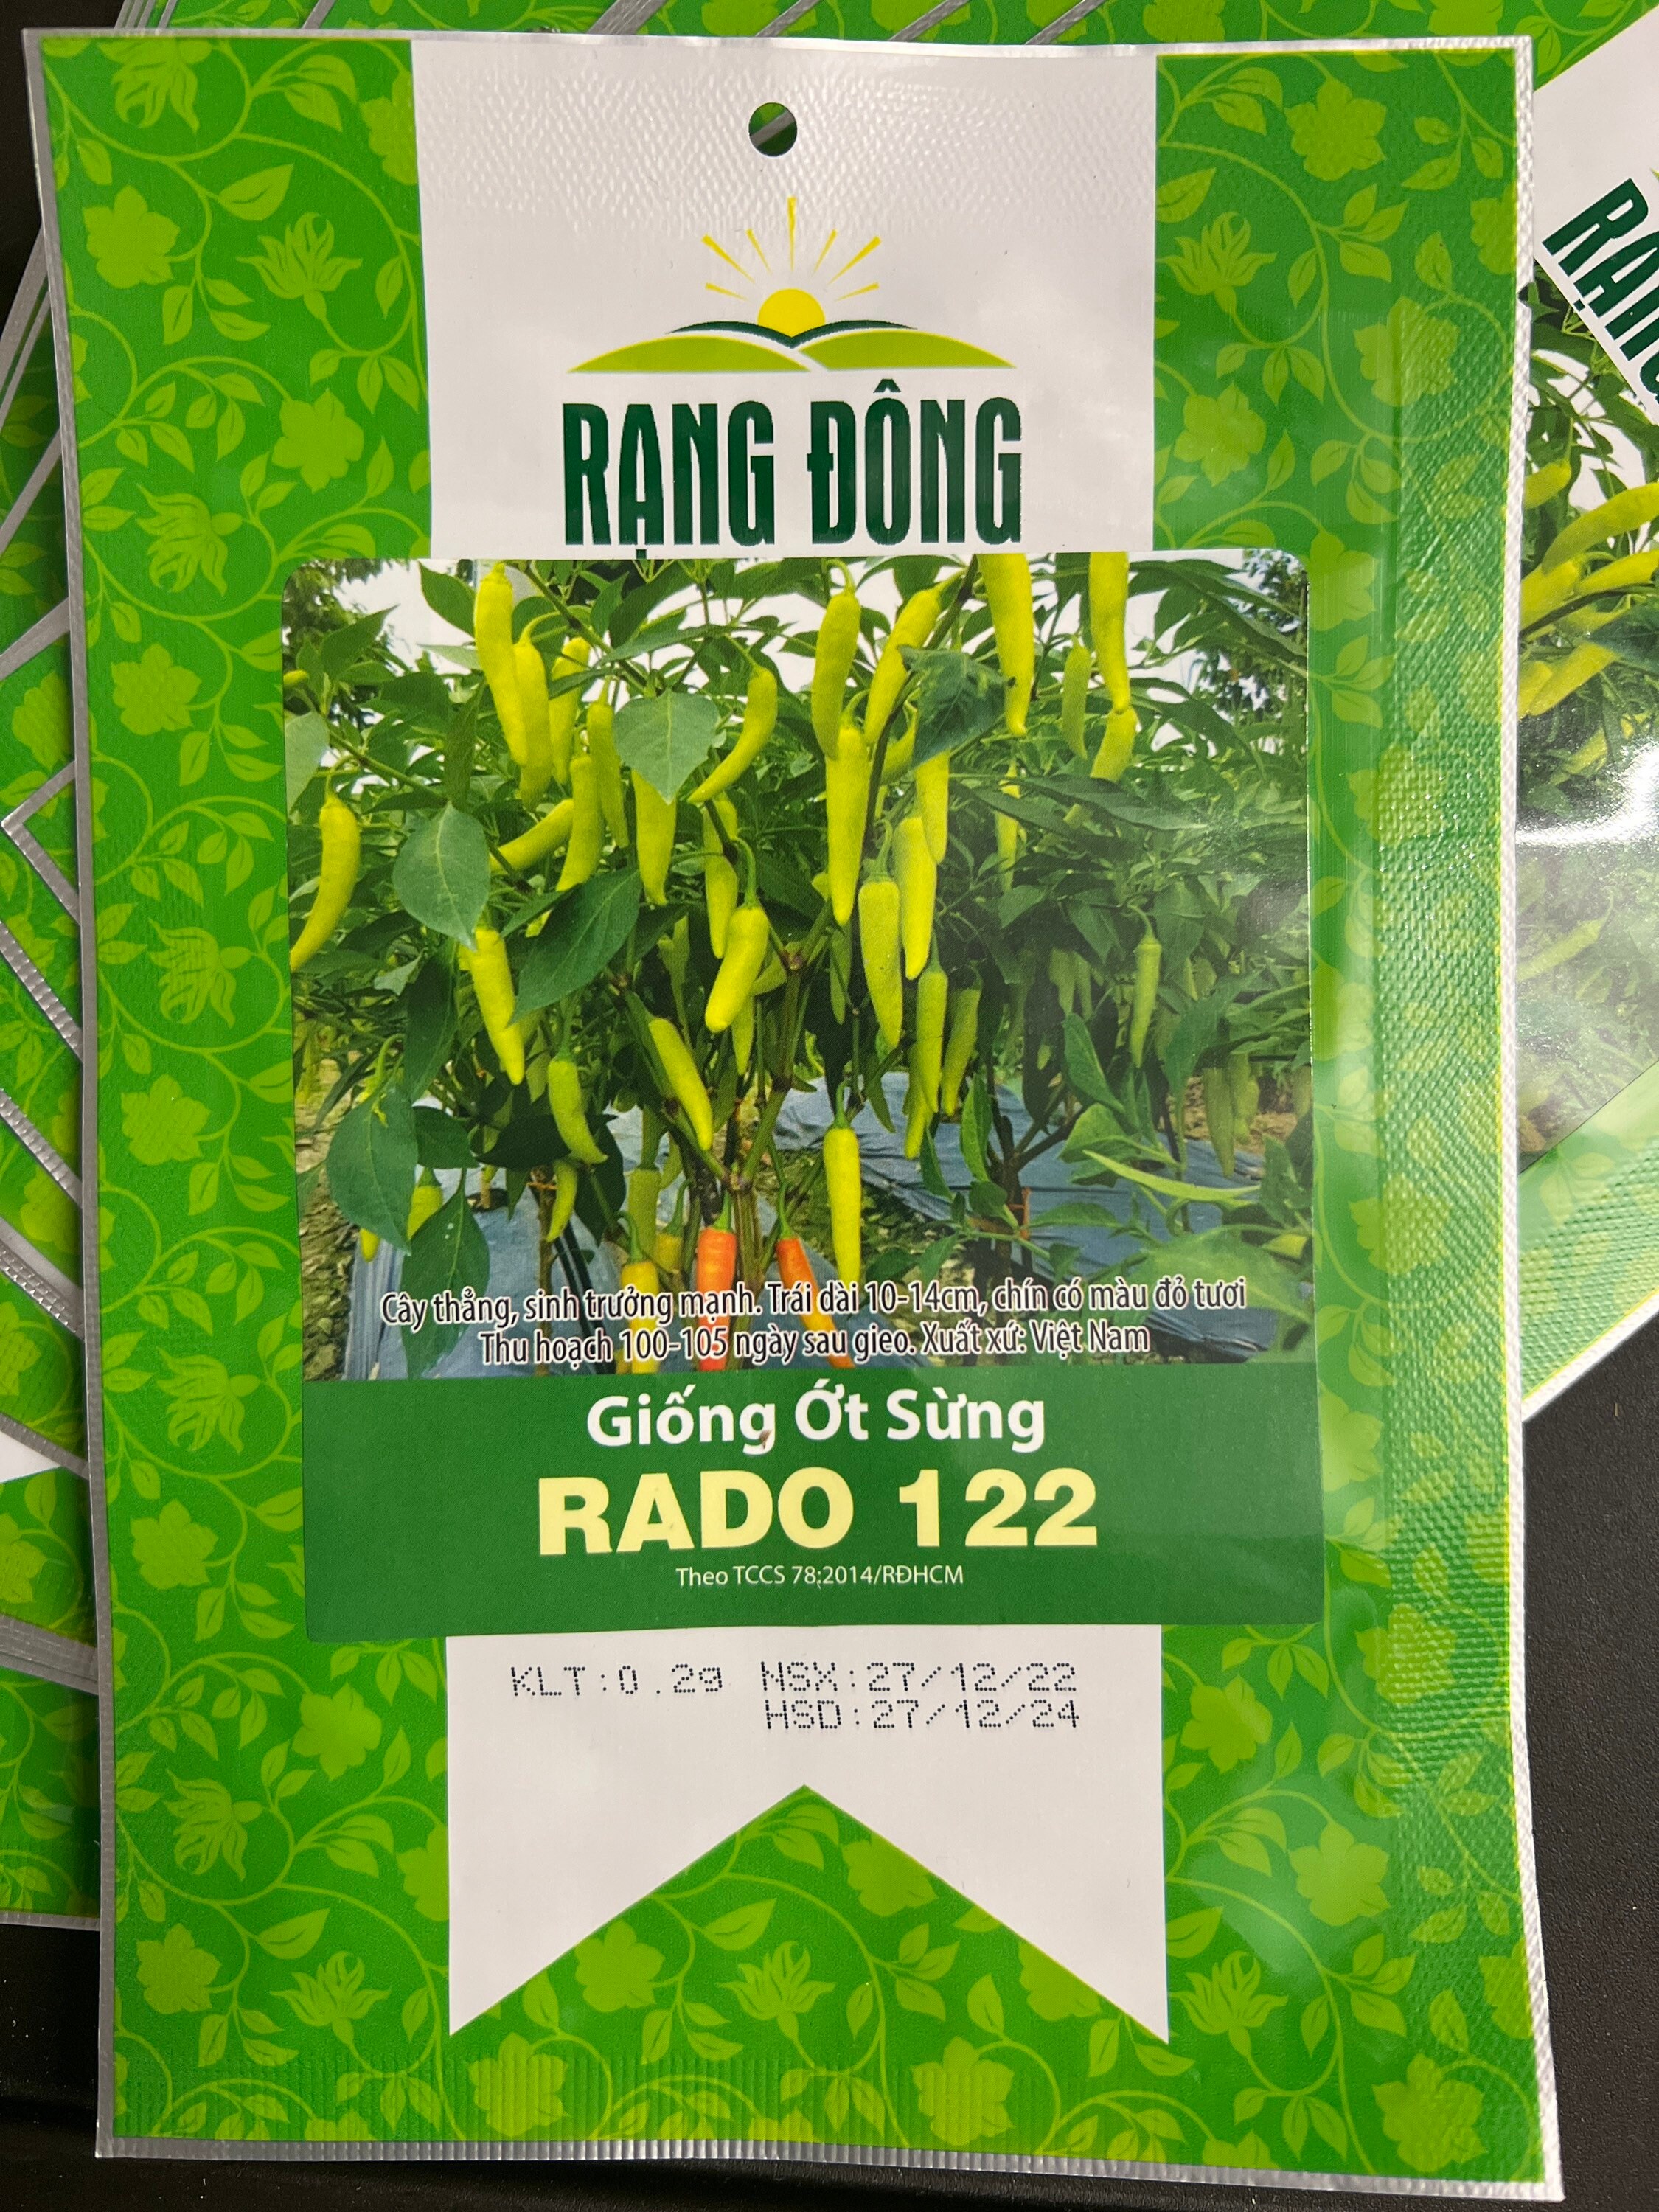 RẠNG ĐÔNG
Cây thẳng, sinh trưởng mạnh. Trái dài 10-14cm, chín có màu đỏ tươi
Thu hoạch 100-105 ngày sau gieo. Xuất xứ: Việt Nam
Giống Ớt Sừng
RADO 122
Theo TCCS 78:2014/RĐHCM
KLT:0.2g NSX:27/12/22
HSD:27/12/24